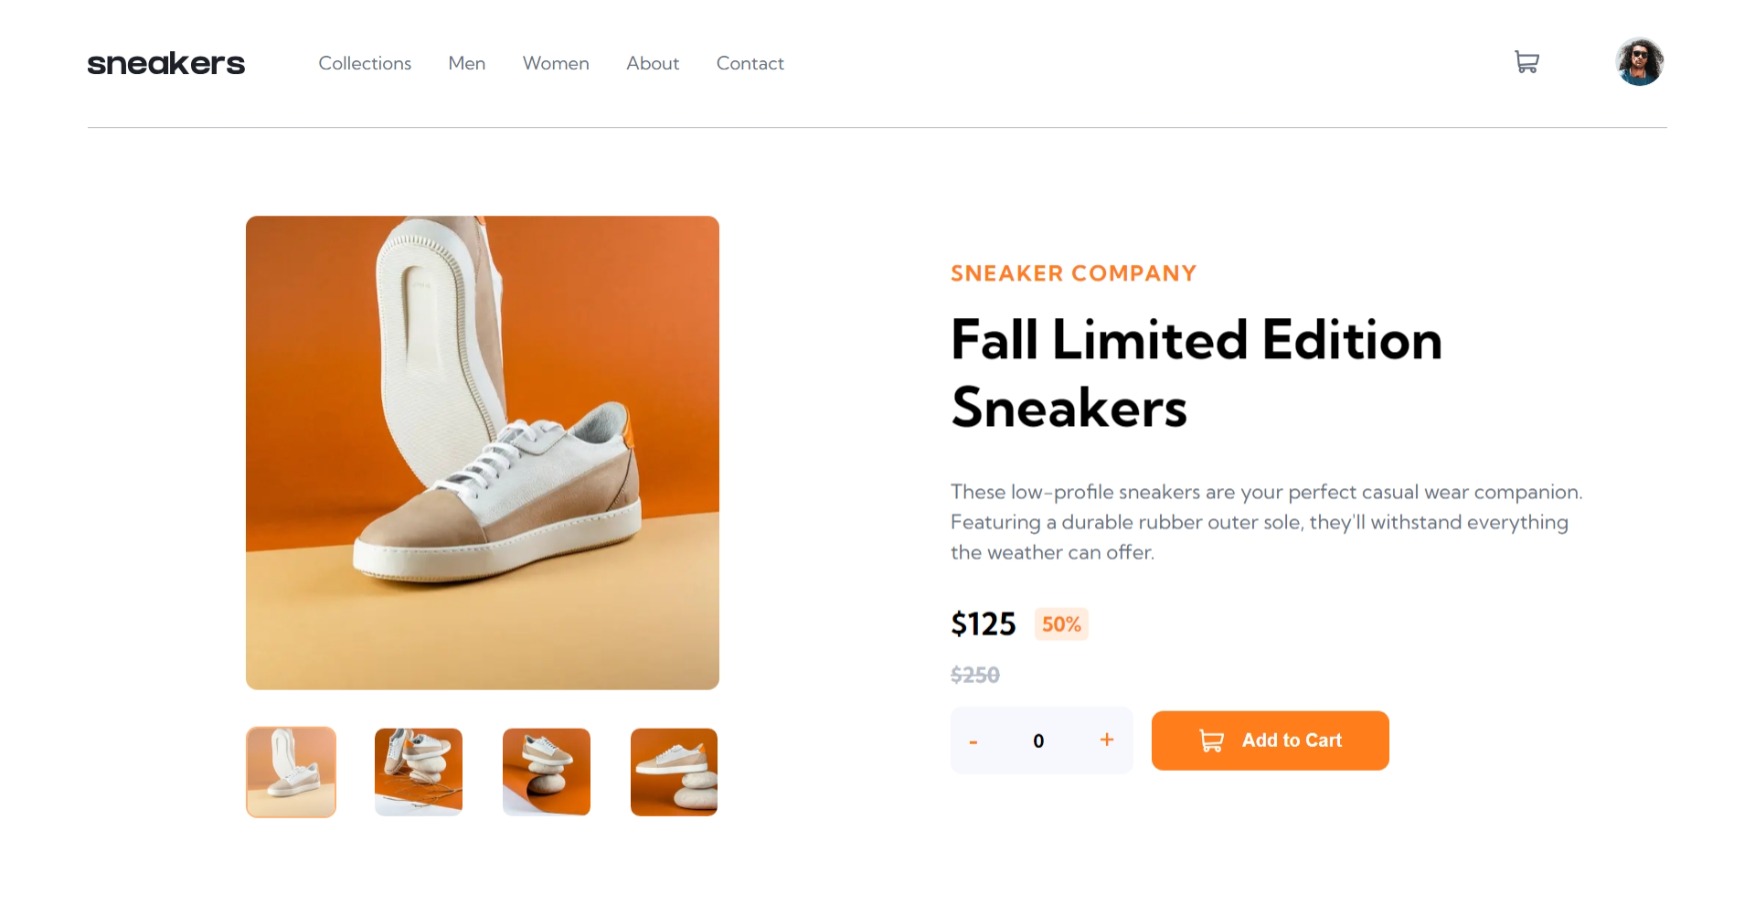 sneakers
Collections Men Women About Contact
SNEAKER COMPANY
Fall Limited Edition
Sneakers
These low-profile sneakers are your perfect casual wear companion.
Featuring a durable rubber outer sole, they'll withstand everything
the weather can offer.
$125 50%
$250
- 0 + Add to Cart